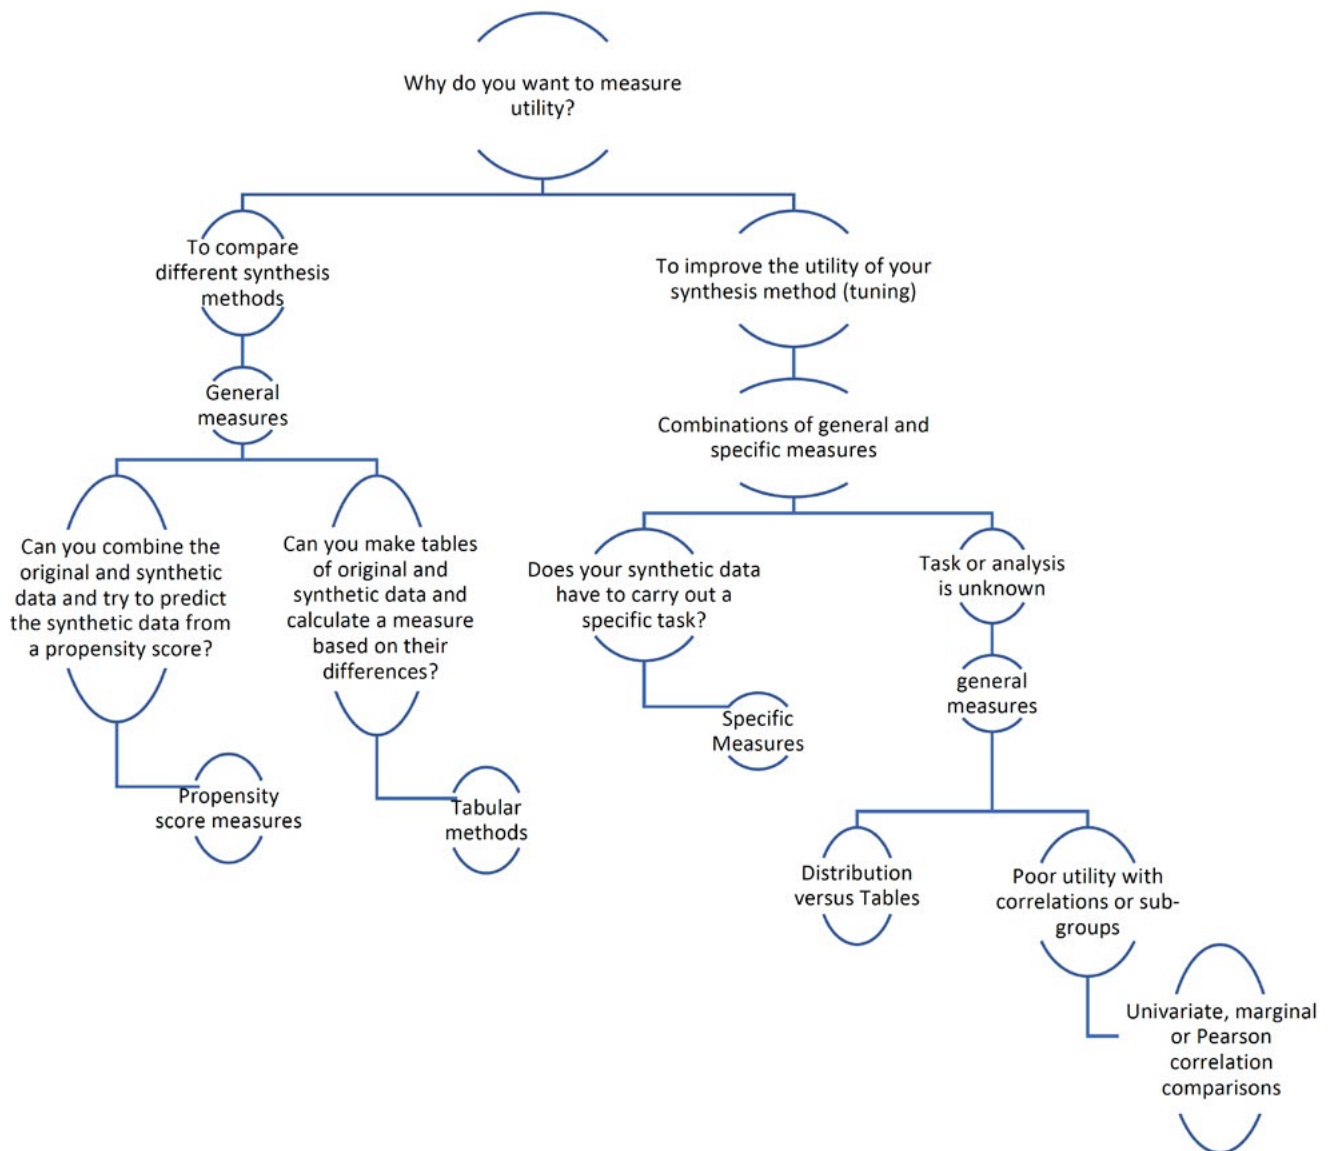 Why do you want to measure
utility?
To compare
different synthesis
methods
To improve the utility of your
synthesis method (tuning)
General
measures
Combinations of general and
specific measures
Can you combine the
original and synthetic
data and try to predict
the synthetic data from
a propensity score?
Can you make tables
of original and
synthetic data and
calculate a measure
based on their
differences?
Does your synthetic data
have to carry out a
specific task?
Task or analysis
is unknown
Propensity
score measures
Tabular
methods
Specific
Measures
general
measures
Distribution
versus Tables
Poor utility with
correlations or sub-
groups
Univariate, marginal
or Pearson
correlation
comparisons